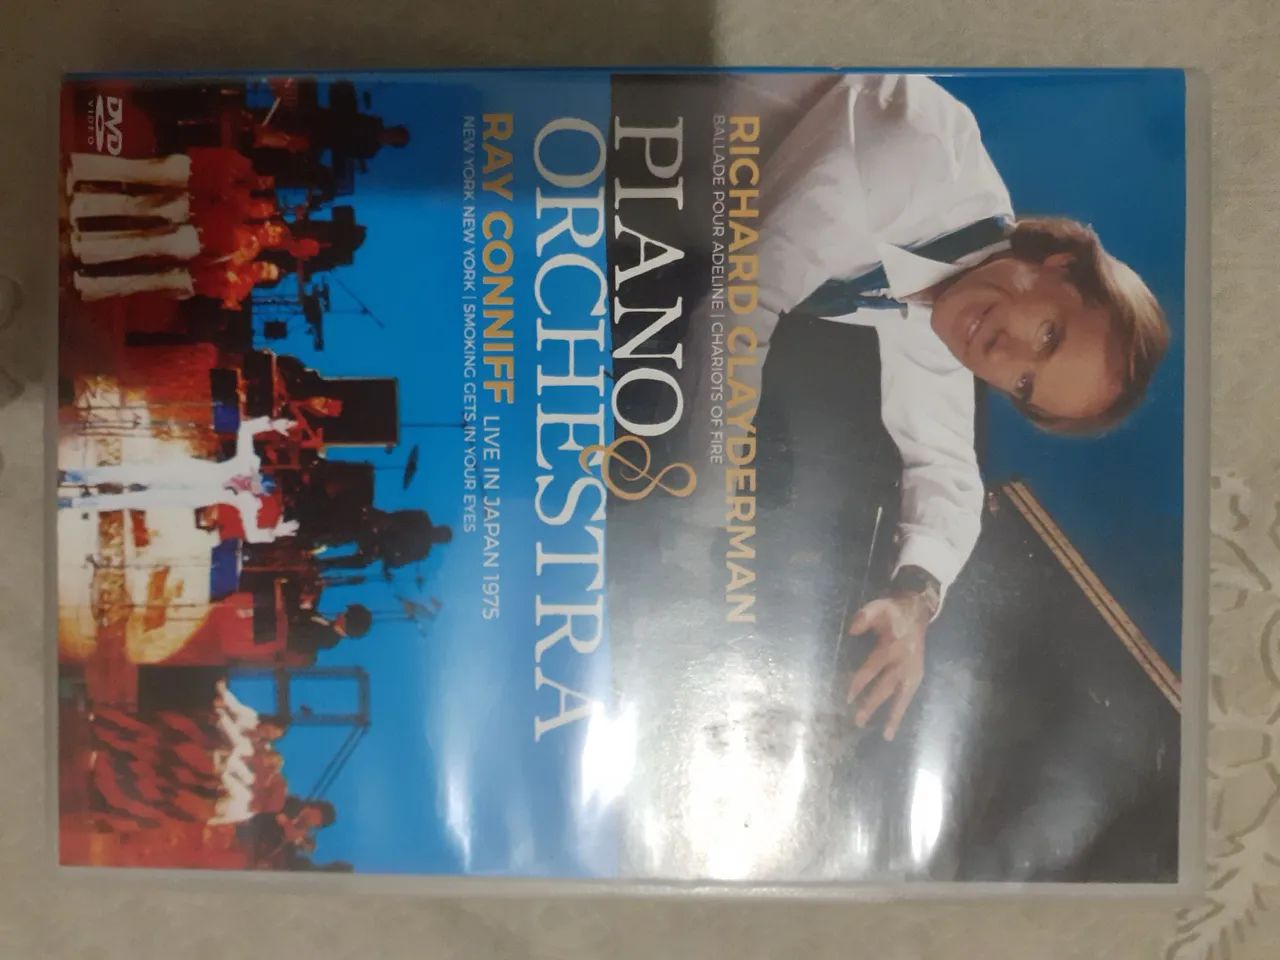 RICHARD CLAYDERMAN
BALLADE POUR ADELINE | CHARIOTS OF FIRE
PIANO &
ORCHESTRA
RAY CONNIFF LIVE IN JAPAN 1975
NEW YORK NEW YORK | SMOKING GETS IN YOUR EYES
DVD
VIDEO